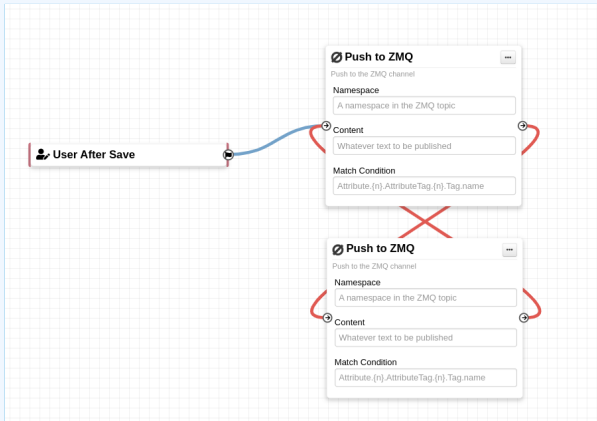 Push to ZMQ
Push to the ZMQ channel
Namespace
A namespace in the ZMQ topic
Content
Whatever text to be published
Match Condition
Attribute.{n}.AttributeTag.{n}.Tag.name
User After Save
Push to ZMQ
Push to the ZMQ channel
Namespace
A namespace in the ZMQ topic
Content
Whatever text to be published
Match Condition
Attribute.{n}.AttributeTag.{n}.Tag.name